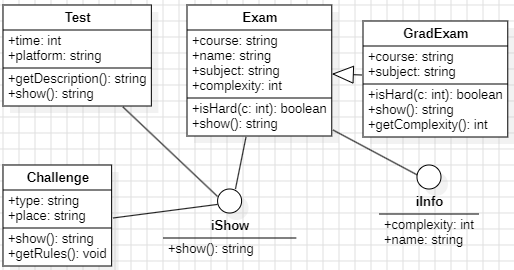 Test
+time: int
+platform: string
+getDescription(): string
+show(): string
Exam
+course: string
+name: string
+subject: string
+complexity: int
+isHard(c: int): boolean
+show(): string
GradExam
+course: string
+subject: string
+isHard(c: int): boolean
+show(): string
+getComplexity(): int
Challenge
+type: string
+place: string
+show(): string
+getRules(): void
iShow
+show(): string
iInfo
+complexity: int
+name: string